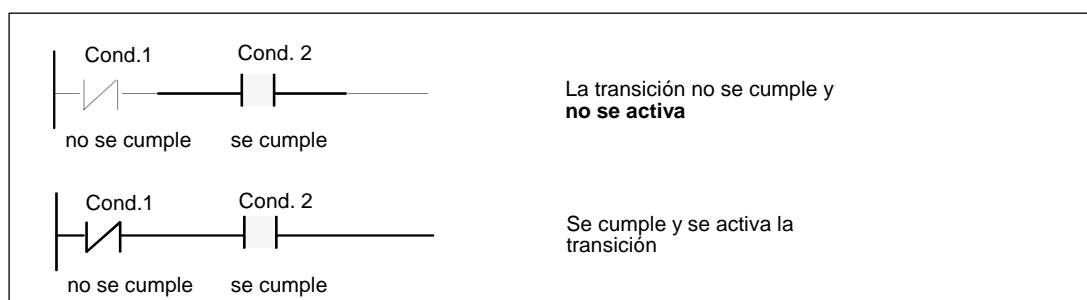 Cond.1 Cond. 2
La transición no se cumple y
no se activa
no se cumple se cumple
Cond.1 Cond. 2
Se cumple y se activa la
transición
no se cumple se cumple